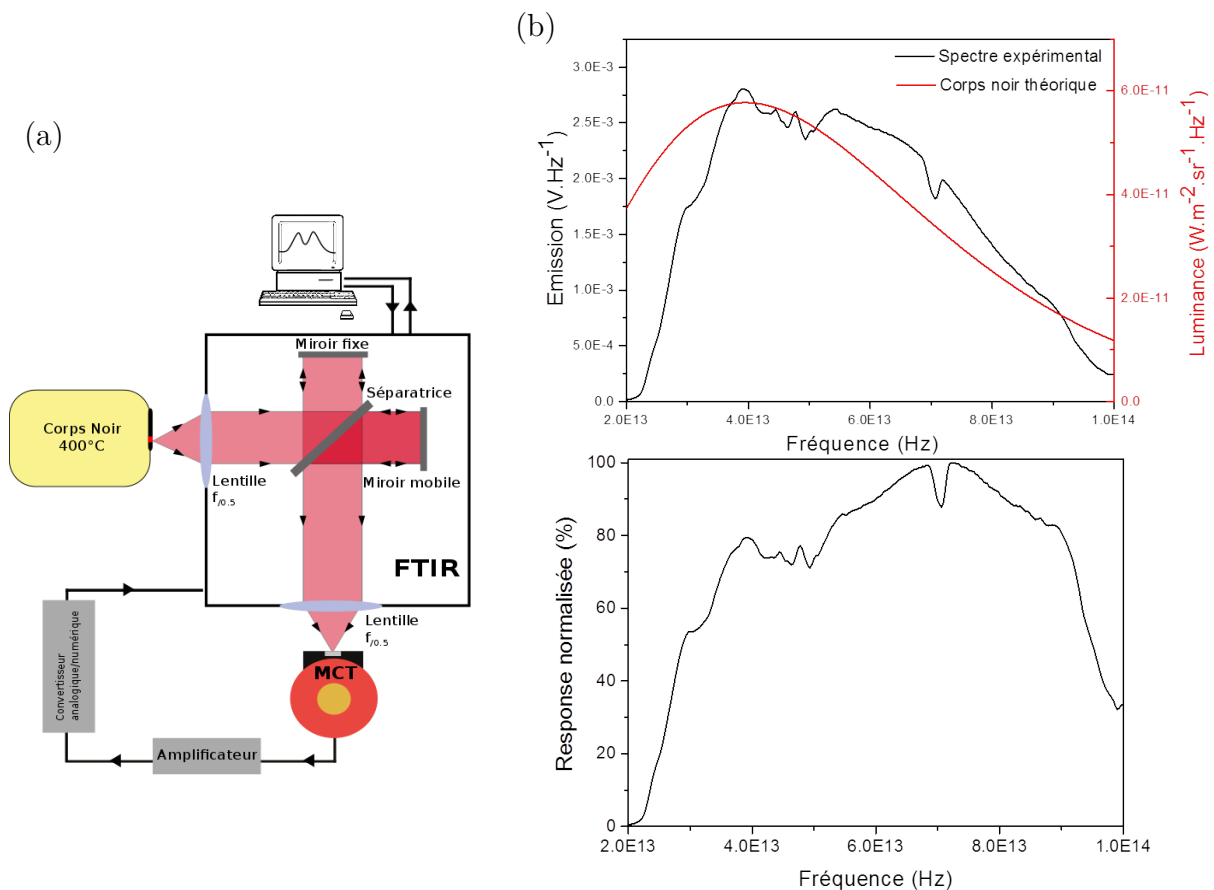 (a)
Miroir fixe
Séparatrice
Corps Noir
400°C
Lentille
f/0.5
Miroir mobile
FTIR
Lentille
f/0.5
MCT
Convertisseur
analogique/numérique
Amplificateur
(b)
Spectre expérimental
Corps noir théorique
3.0E-3
2.5E-3
2.0E-3
1.5E-3
1.0E-3
5.0E-4
0.0
Emission (V.Hz-1)
6.0E-11
4.0E-11
2.0E-11
0.0
Luminance (W.m-2.sr-1.Hz-1)
2.0E13 4.0E13 6.0E13 8.0E13 1.0E14
Fréquence (Hz)
100
80
60
40
20
0
Response normalisée (%)
2.0E13 4.0E13 6.0E13 8.0E13 1.0E14
Fréquence (Hz)